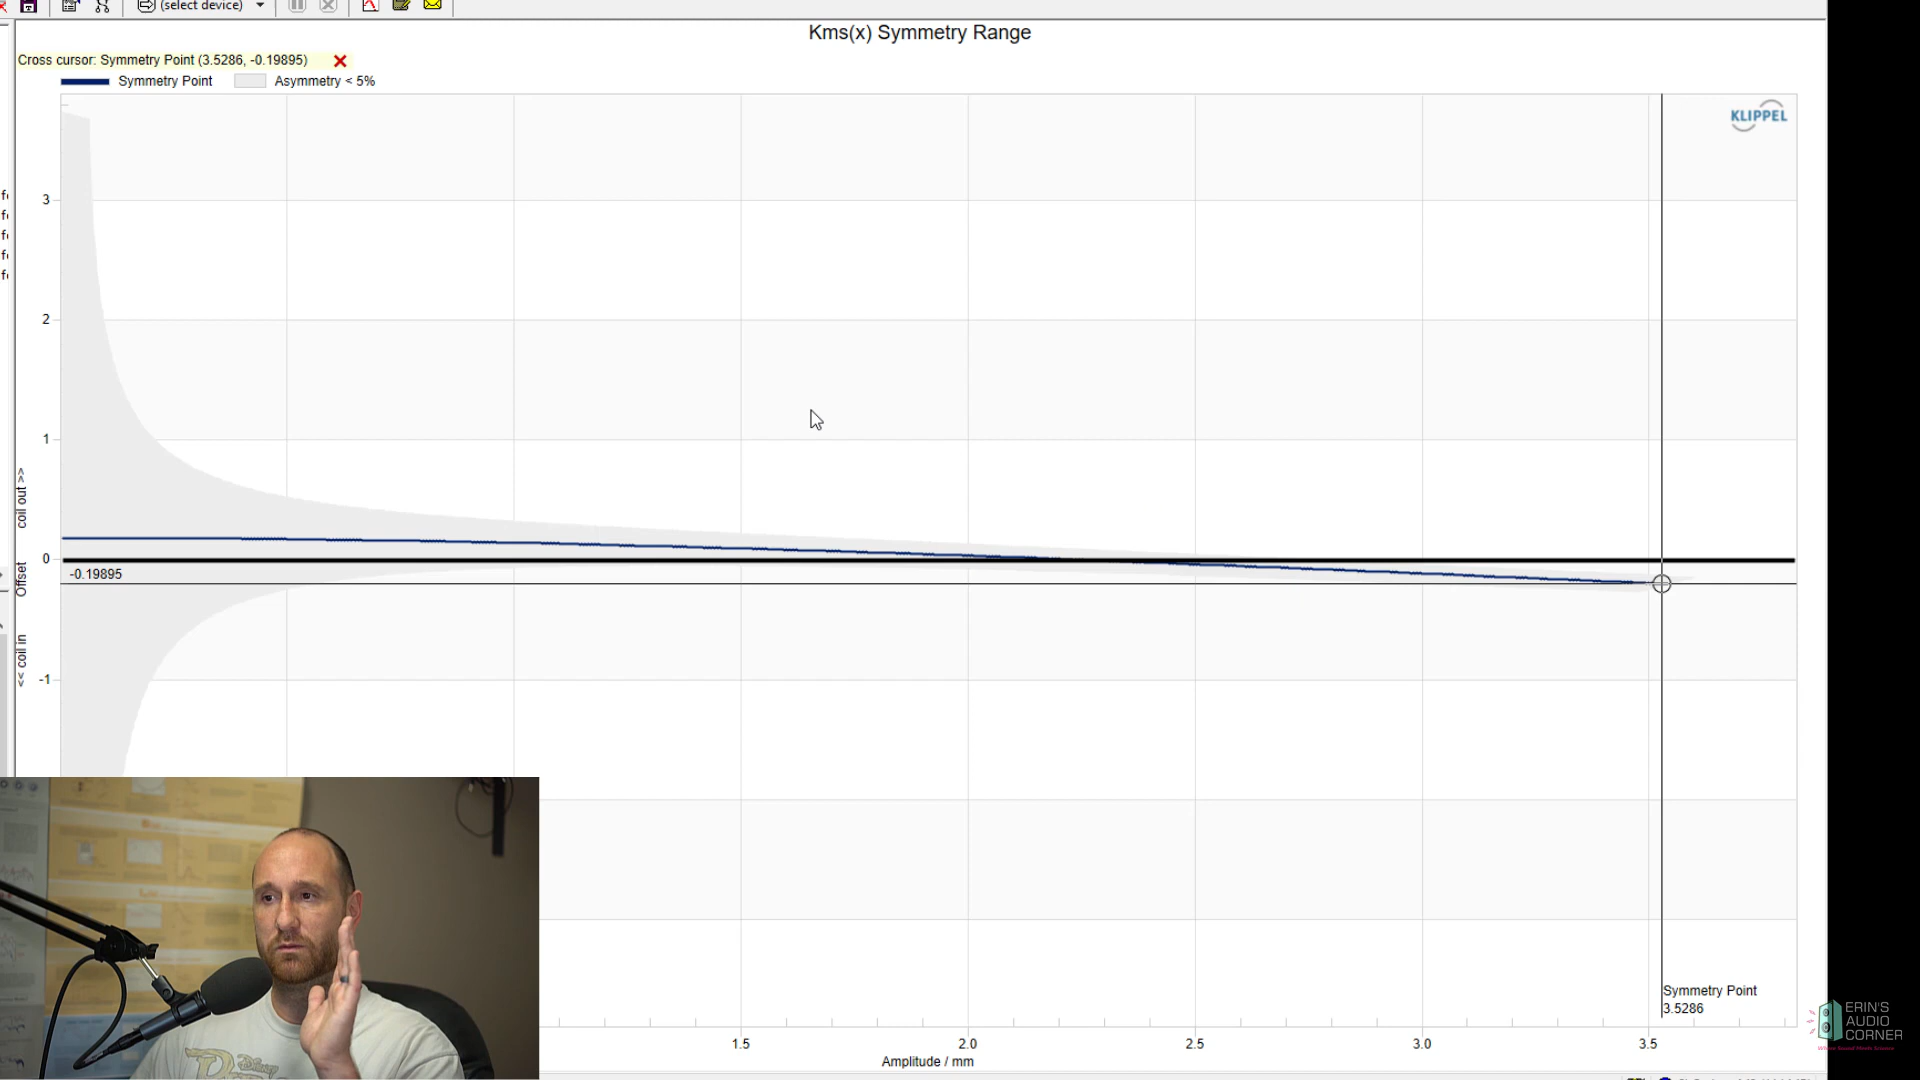 (select device)
Kms(x) Symmetry Range
Cross cursor: Symmetry Point (3.5286, -0.19895)
Symmetry Point
Asymmetry < 5%
KLIPPEL
3
2
1
0
-1
<< coil in Offset coil out >>
-0.19895
Symmetry Point
3.5286
1.5
2.0
2.5
3.0
3.5
Amplitude / mm
ERIN'S
AUDIO
CORNER